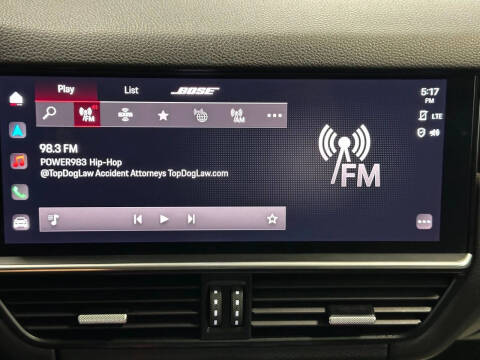 Play List BOSE
5:17
PM
FM HD AM
LTE
98.3 FM
POWER983 Hip-Hop
@TopDogLaw Accident Attorneys TopDogLaw.com
FM